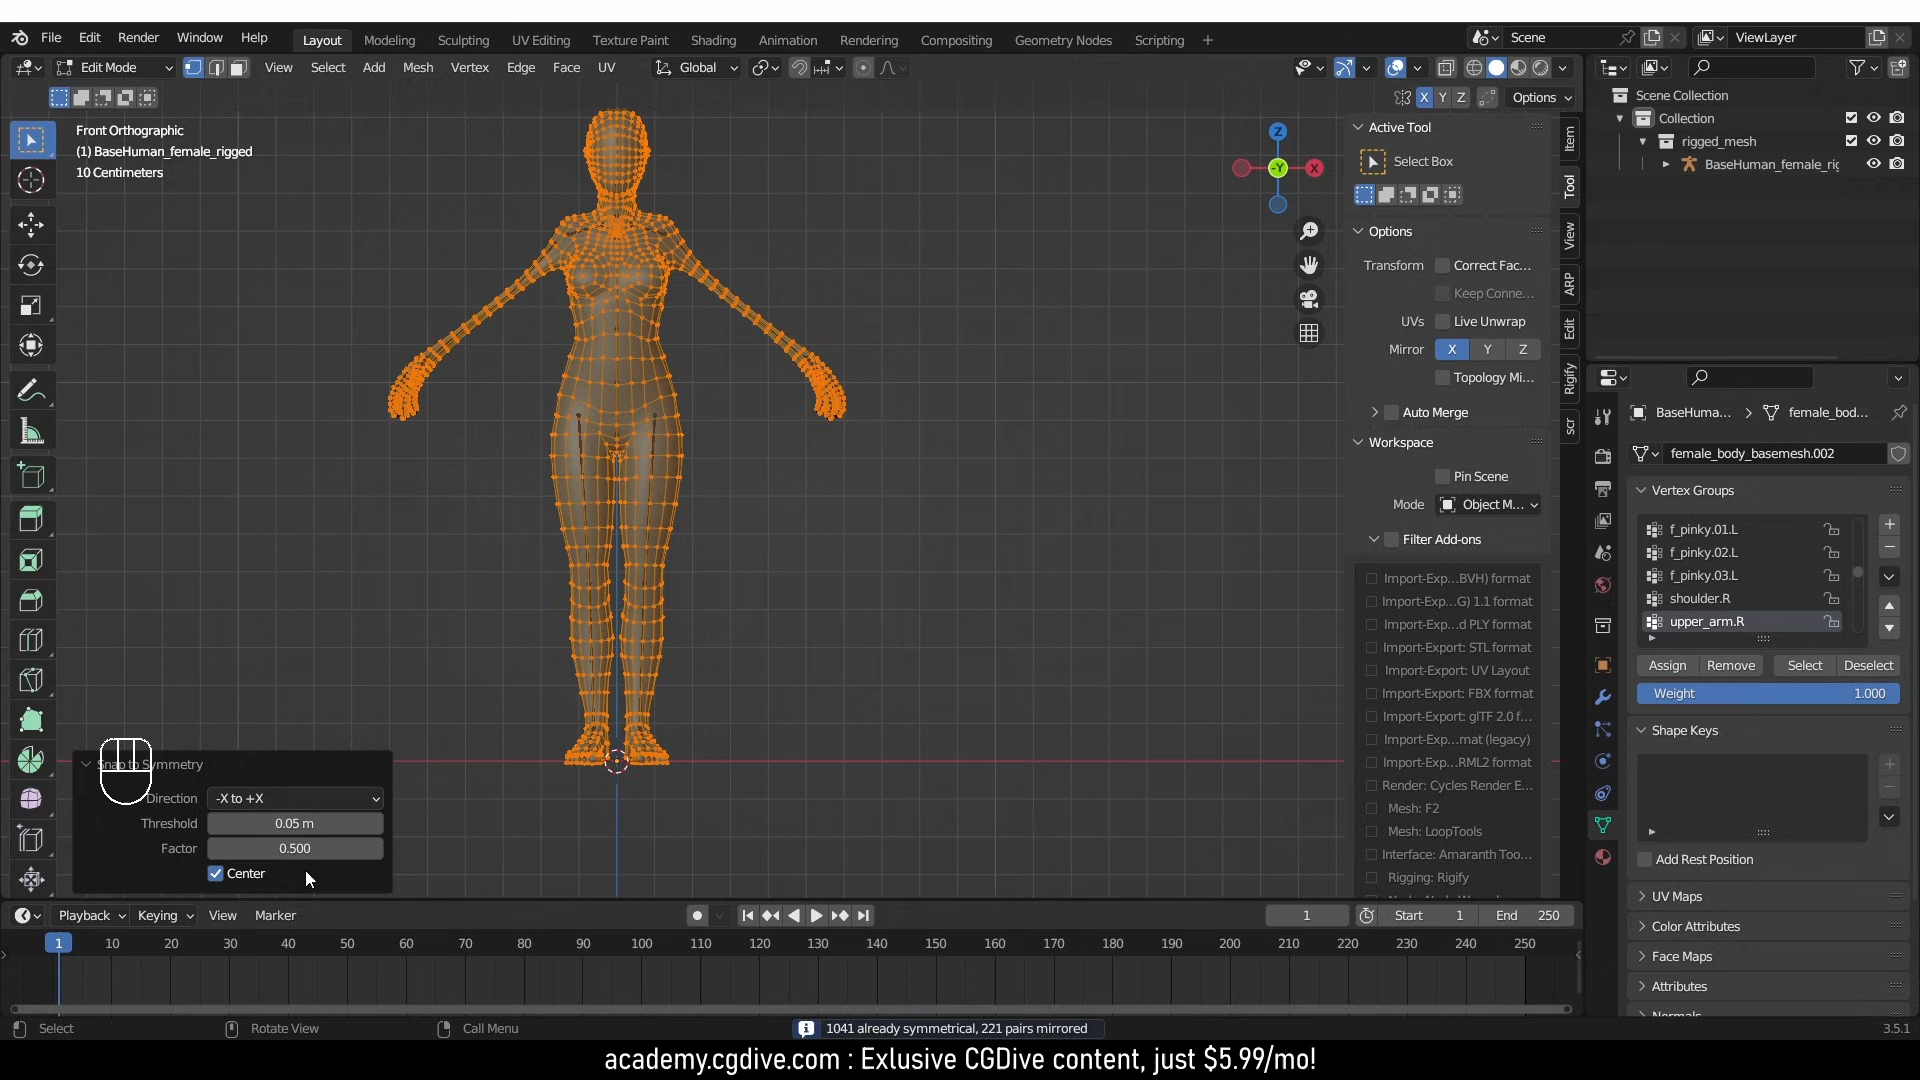 File Edit Render Window Help Layout Modeling Sculpting UV Editing Texture Paint Shading Animation Rendering Compositing Geometry Nodes Scripting Scene ViewLayer
Edit Mode View Select Add Mesh Vertex Edge Face UV Global
X Y Z Options
Front Orthographic
(1) BaseHuman_female_rigged
10 Centimeters
Z
-Y
X
Active Tool
Select Box
Options
Transform Correct Fac...
Keep Conne...
UVs Live Unwrap
Mirror X Y Z
Topology Mi...
Auto Merge
Workspace
Pin Scene
Mode Object M...
Filter Add-ons
Import-Exp...BVH) format
Import-Exp...G) 1.1 format
Import-Exp...d PLY format
Import-Export: STL format
Import-Export: UV Layout
Import-Export: FBX format
Import-Export: glTF 2.0 f...
Import-Exp...mat (legacy)
Import-Exp...RML2 format
Render: Cycles Render E...
Mesh: F2
Mesh: LoopTools
Interface: Amaranth Too...
Rigging: Rigify
Item
Tool
View
ARP
Edit
Rigify
scr
Scene Collection
Collection
rigged_mesh
BaseHuman_female_rig
BaseHuma... female_bod...
female_body_basemesh.002
Vertex Groups
f_pinky.01.L
f_pinky.02.L
f_pinky.03.L
shoulder.R
upper_arm.R
Assign Remove Select Deselect
Weight 1.000
Shape Keys
Add Rest Position
UV Maps
Color Attributes
Face Maps
Attributes
Normals
Snap to Symmetry
Direction -X to +X
Threshold 0.05 m
Factor 0.500
Center
Playback Keying View Marker 1 Start 1 End 250
1 10 20 30 40 50 60 70 80 90 100 110 120 130 140 150 160 170 180 190 200 210 220 230 240 250
Select Rotate View Call Menu 1041 already symmetrical, 221 pairs mirrored 3.5.1
academy.cgdive.com : Exlusive CGDive content, just $5.99/mo!